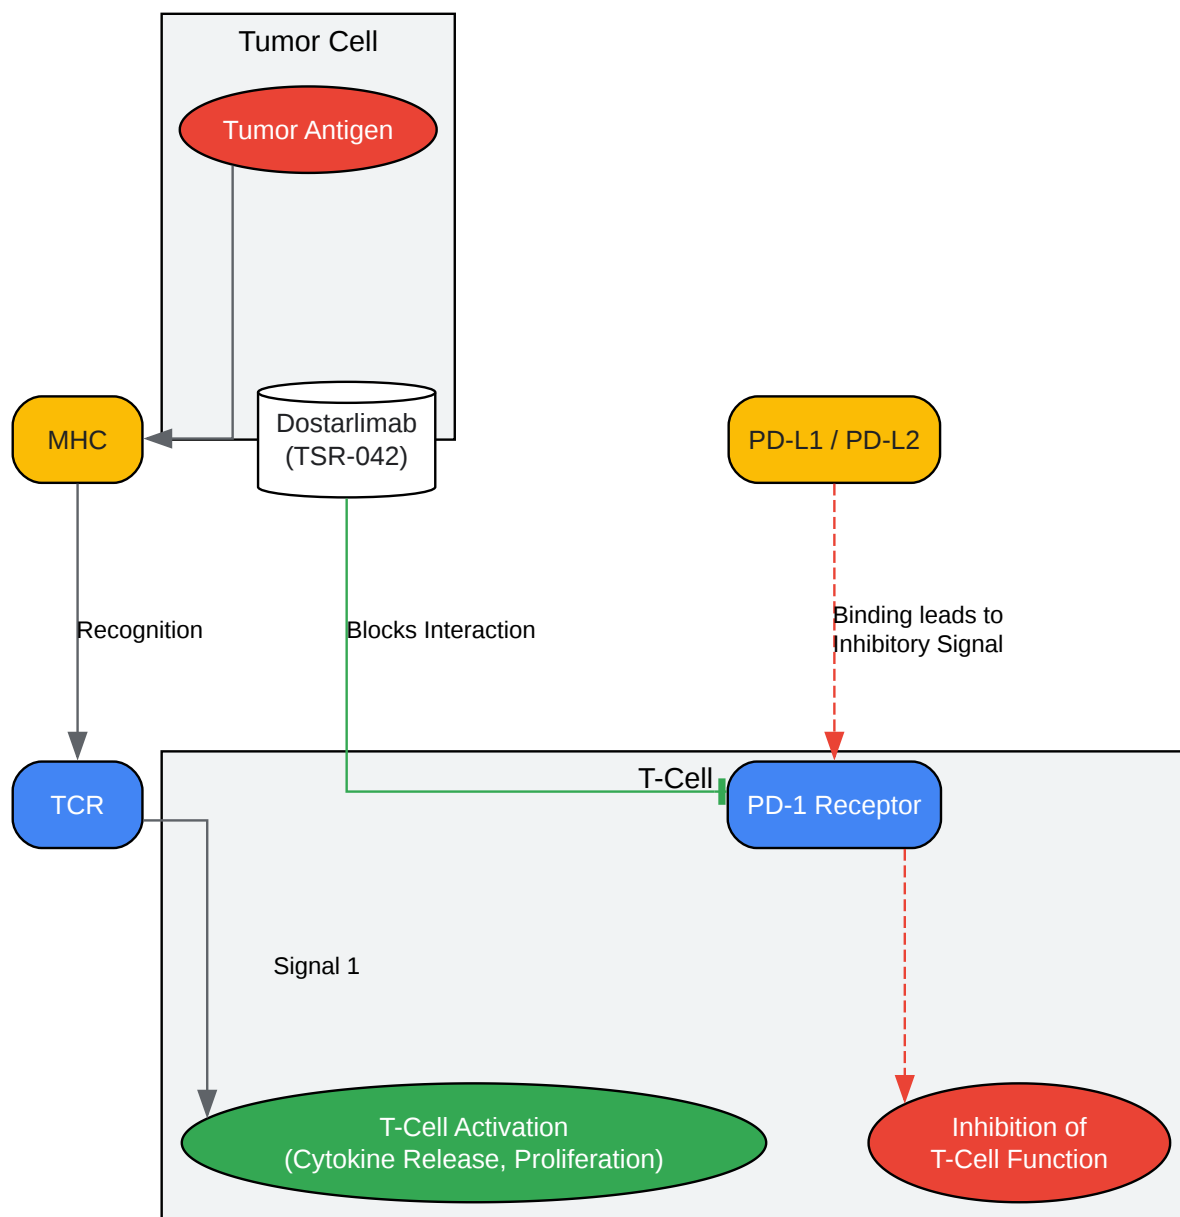 Tumor Cell
Tumor Antigen
MHC
Dostarlimab
(TSR-042)
PD-L1 / PD-L2
Recognition
Blocks Interaction
Binding leads to
Inhibitory Signal
T-Cell
TCR
PD-1 Receptor
Signal 1
T-Cell Activation
(Cytokine Release, Proliferation)
Inhibition of
T-Cell Function